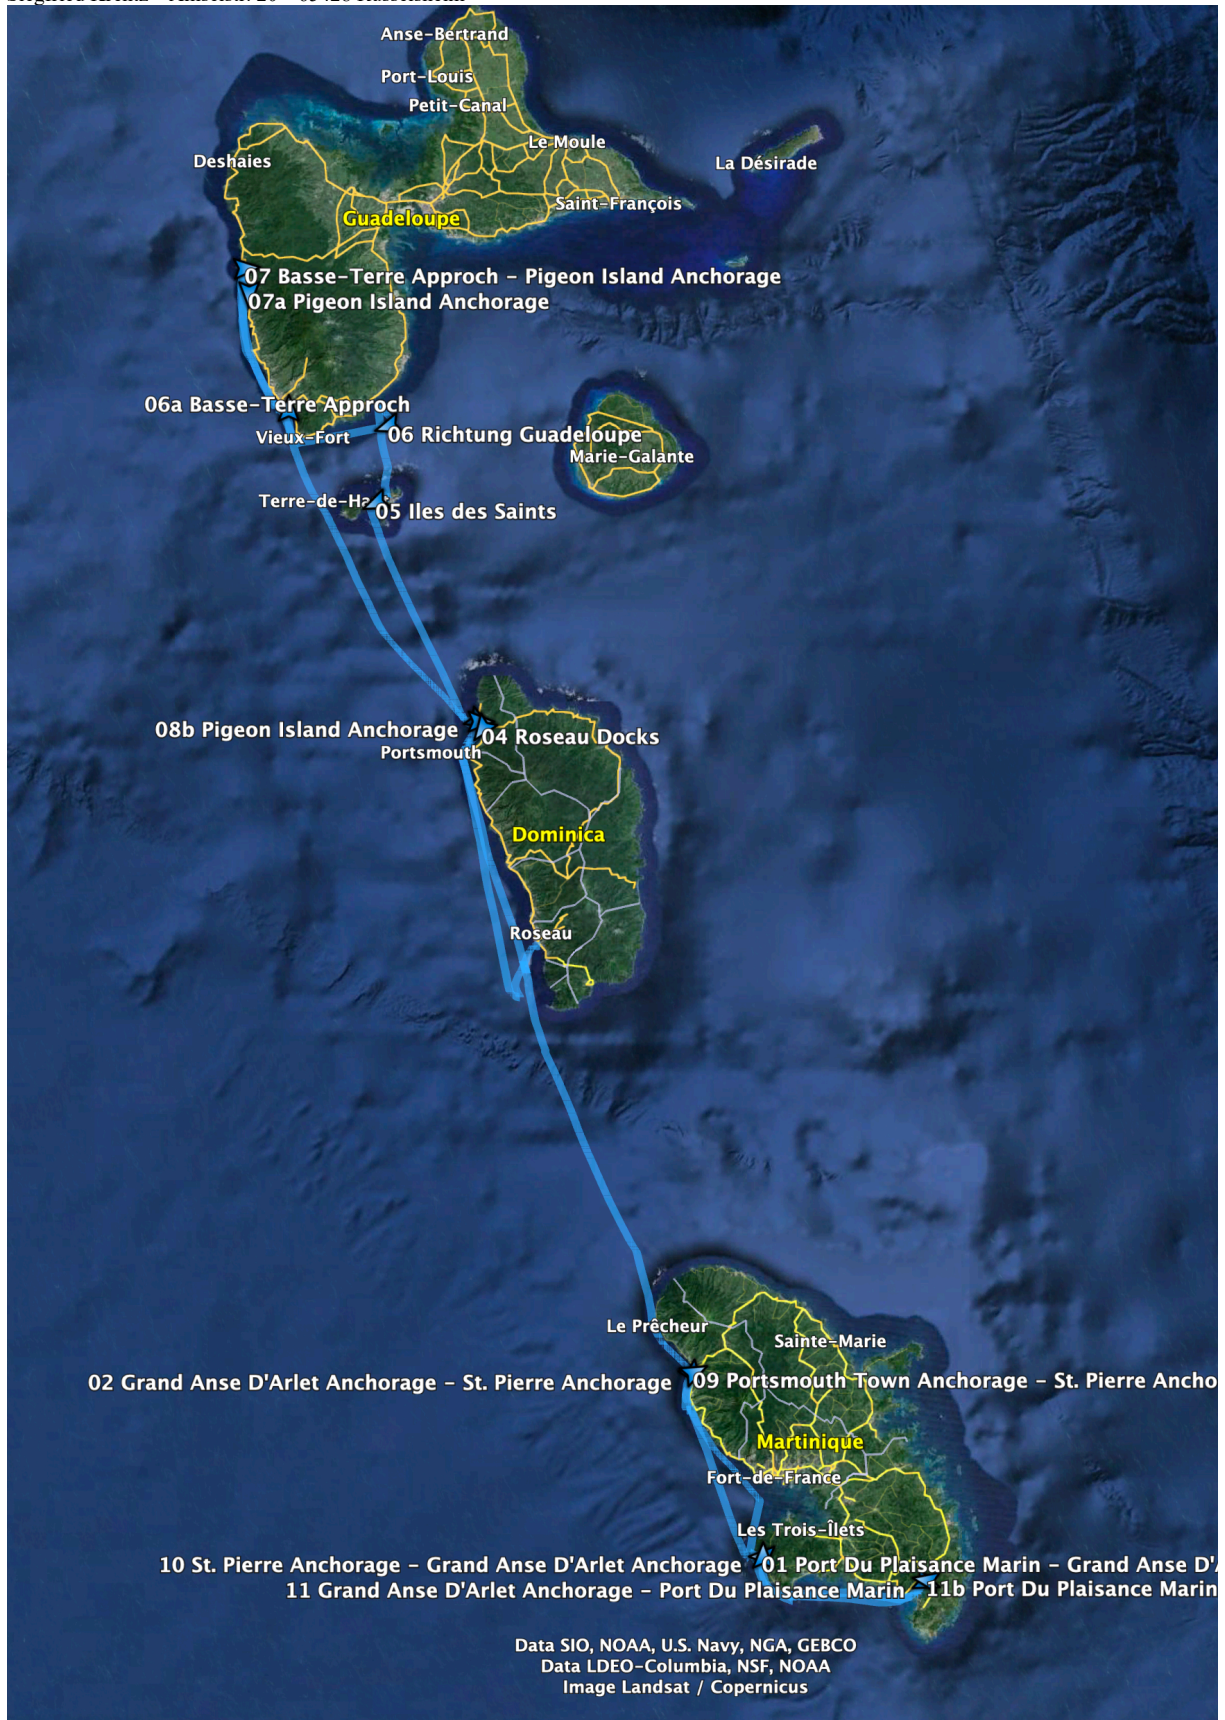 Anse-Bertrand
Port-Louis
Petit-Canal
Le Moule
Deshaies
La Désirade
Saint-François
Guadeloupe
07 Basse-Terre Approch - Pigeon Island Anchorage
07a Pigeon Island Anchorage
06a Basse-Terre Approch
Vieux-Fort
06 Richtung Guadeloupe
Marie-Galante
Terre-de-Ha
05 Iles des Saints
08b Pigeon Island Anchorage
04 Roseau Docks
Portsmouth
Dominica
Roseau
Le Prêcheur
Sainte-Marie
02 Grand Anse D'Arlet Anchorage - St. Pierre Anchorage
09 Portsmouth Town Anchorage - St. Pierre Ancho
Martinique
Fort-de-France
Les Trois-Îlets
10 St. Pierre Anchorage - Grand Anse D'Arlet Anchorage
01 Port Du Plaisance Marin - Grand Anse D'A
11 Grand Anse D'Arlet Anchorage - Port Du Plaisance Marin
11b Port Du Plaisance Marin
Data SIO, NOAA, U.S. Navy, NGA, GEBCO
Data LDEO-Columbia, NSF, NOAA
Image Landsat / Copernicus